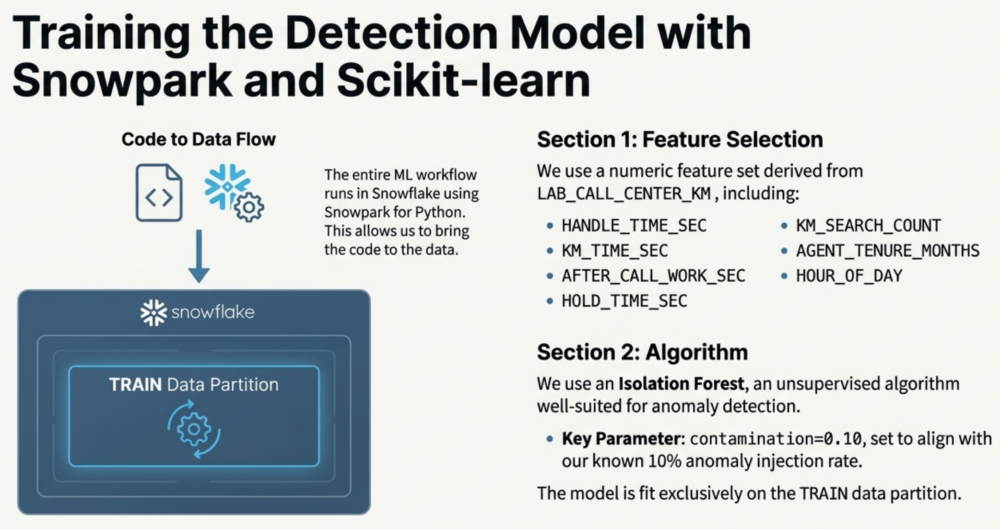 Training the Detection Model with
Snowpark and Scikit-learn
Code to Data Flow
The entire ML workflow
runs in Snowflake using
Snowpark for Python.
This allows us to bring
the code to the data.
snowflake
TRAIN Data Partition
Section 1: Feature Selection
We use a numeric feature set derived from
LAB_CALL_CENTER_KM, including:
• HANDLE_TIME_SEC
• KM_TIME_SEC
• AFTER_CALL_WORK_SEC
• HOLD_TIME_SEC
• KM_SEARCH_COUNT
• AGENT_TENURE_MONTHS
• HOUR_OF_DAY
Section 2: Algorithm
We use an Isolation Forest, an unsupervised algorithm
well-suited for anomaly detection.
• Key Parameter: contamination=0.10, set to align with
our known 10% anomaly injection rate.
The model is fit exclusively on the TRAIN data partition.